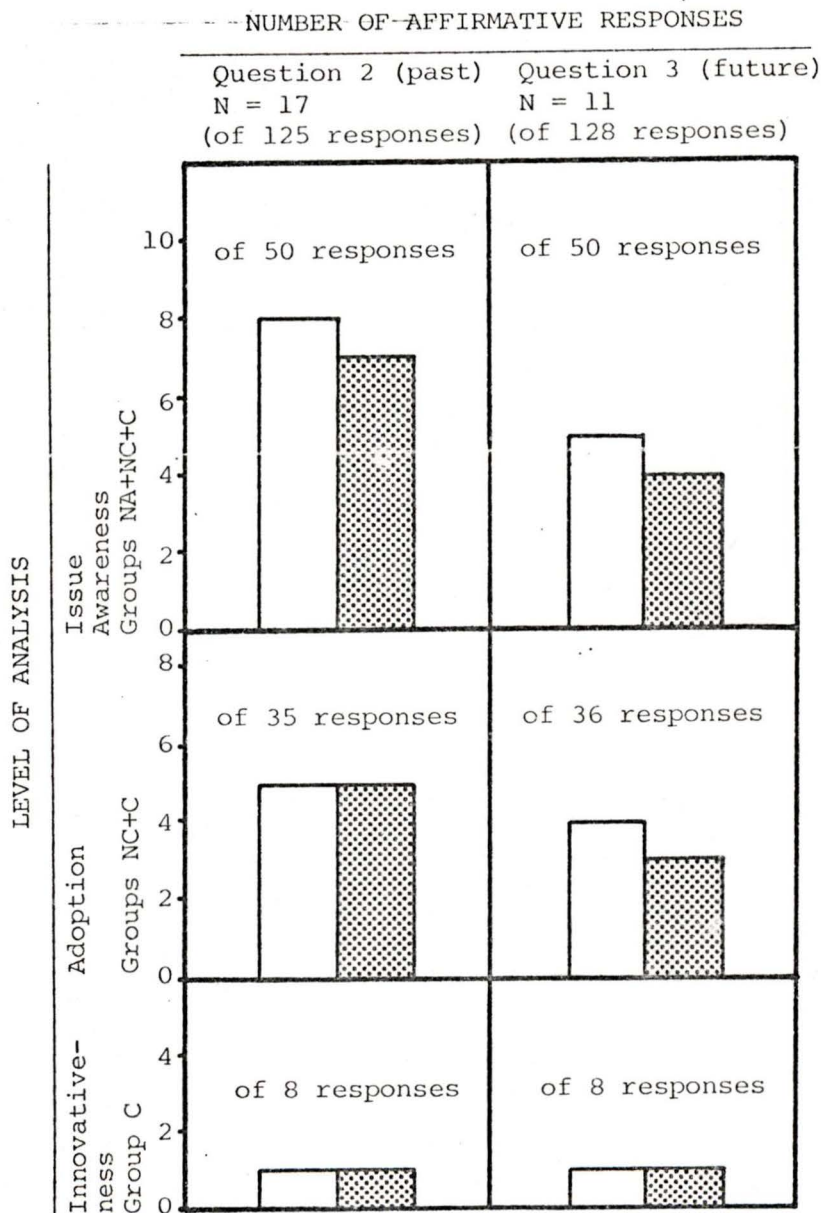 NUMBER OF AFFIRMATIVE RESPONSES
Question 2 (past) Question 3 (future)
N = 17 N = 11
(of 125 responses) (of 128 responses)
LEVEL OF ANALYSIS
Issue
Awareness
Groups NA+NC+C
10
8
6
4
2
0
of 50 responses of 50 responses
Adoption
Groups NC+C
8
6
4
2
0
of 35 responses of 36 responses
Innovative-
ness
Group C
4
2
0
of 8 responses of 8 responses